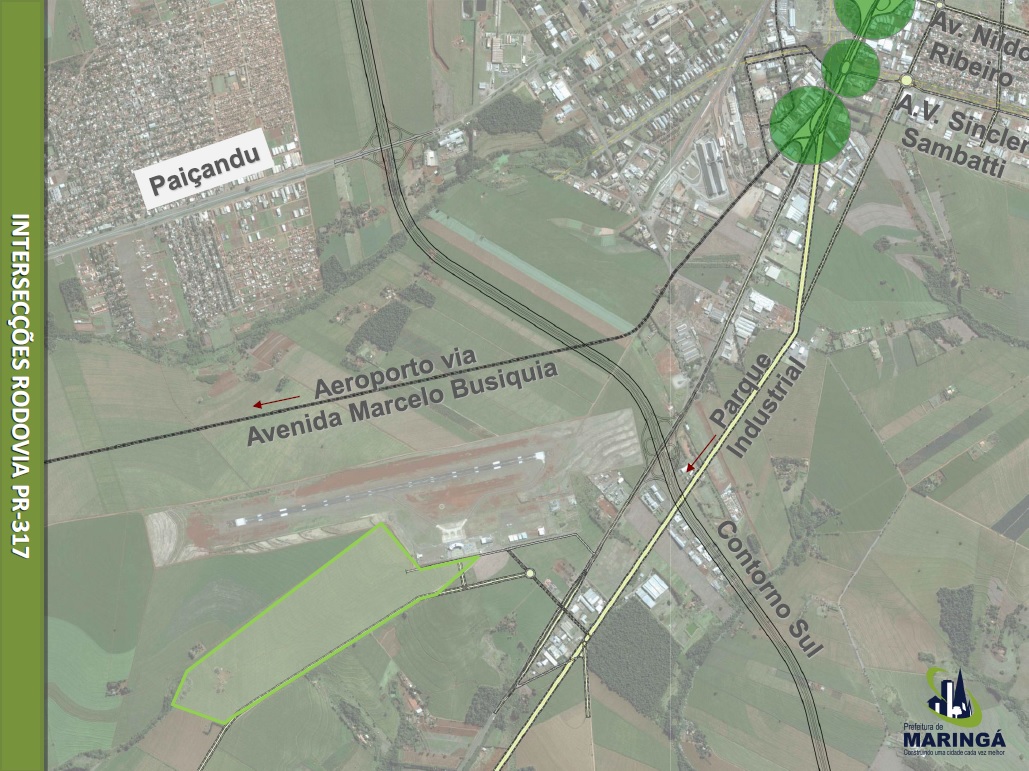 INTERSECÇÕES RODOVIA PR-317
Av. Nildo
Ribeiro
A.V. Sincler
Sambatti
Paiçandu
Aeroporto via
Avenida Marcelo Busiquia
Parque
Industrial
Contorno Sul
Prefeitura de
MARINGÁ
Construindo uma cidade cada vez melhor